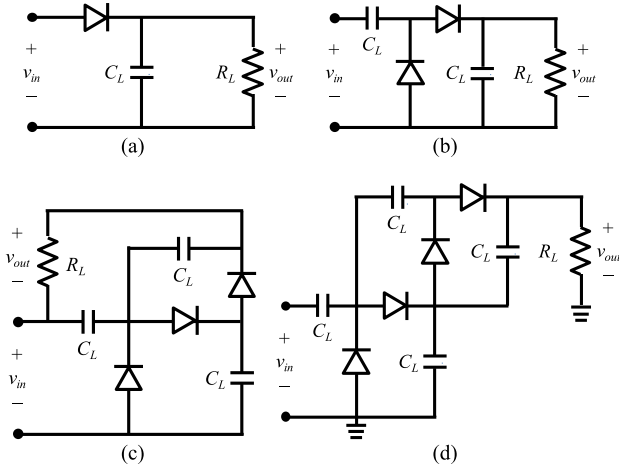 +
v_in
−
C_L
R_L
+
v_out
−
(a)
+
v_in
−
C_L
C_L
R_L
+
v_out
−
(b)
+
v_out
−
R_L
C_L
C_L
+
v_in
−
C_L
(c)
C_L
C_L
R_L
+
v_out
−
C_L
+
v_in
−
C_L
(d)